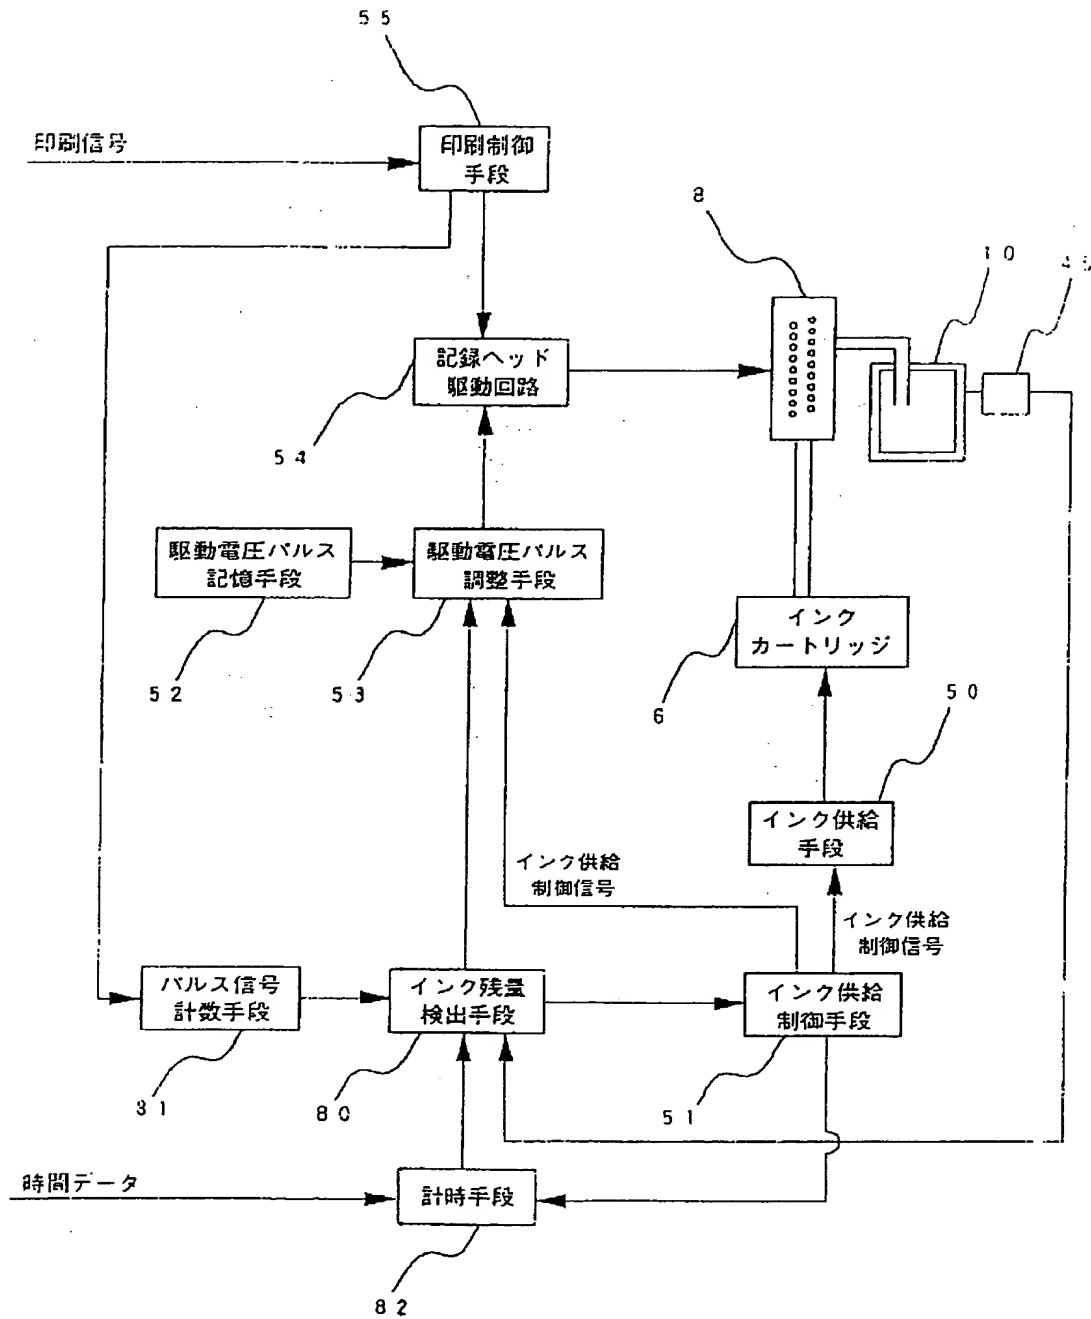 ５５
印刷信号
印刷制御
手段
８
１０
記録ヘッド
駆動回路
５４
駆動電圧パルス
記憶手段
駆動電圧パルス
調整手段
インク
カートリッジ
５２
５３
６
５０
インク供給
手段
インク供給
制御信号
インク供給
制御信号
パルス信号
計数手段
インク残量
検出手段
インク供給
制御手段
８１
８０
５１
時間データ
計時手段
８２